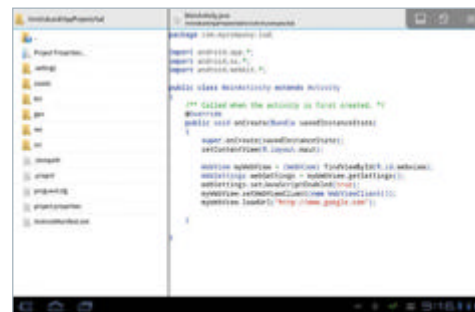 MainActivity.java
..
Project Properties...
.settings
assets
bin
gen
res
src
.classpath
.project
proguard.cfg
project.properties
AndroidManifest.xml
package com.mycompany.
import android.app.*;
import android.os.*;
import android.webkit.*;
public class MainActivity extends Activity
{
/** Called when the activity is first created. */
@Override
public void onCreate(Bundle savedInstanceState)
{
super.onCreate(savedInstanceState);
setContentView(R.layout.main);
WebView myWebView = (WebView) findViewById(R.id.webview);
WebSettings webSettings = myWebView.getSettings();
webSettings.setJavaScriptEnabled(true);
myWebView.setWebViewClient(new WebViewClient());
myWebView.loadUrl("http://www.google.com");
}
}